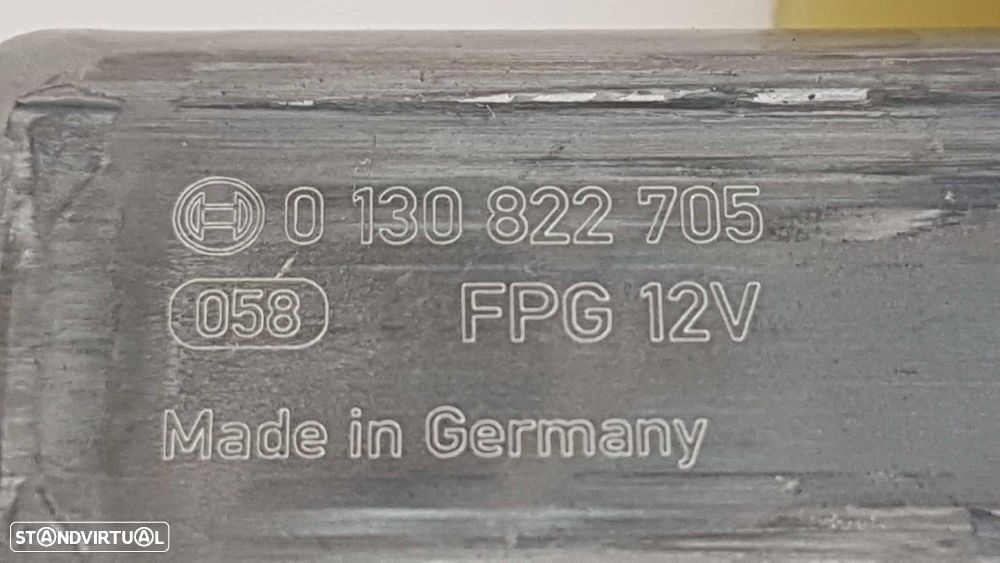 0 130 822 705
058 FPG 12V
Made in Germany
STANDVIRTUAL